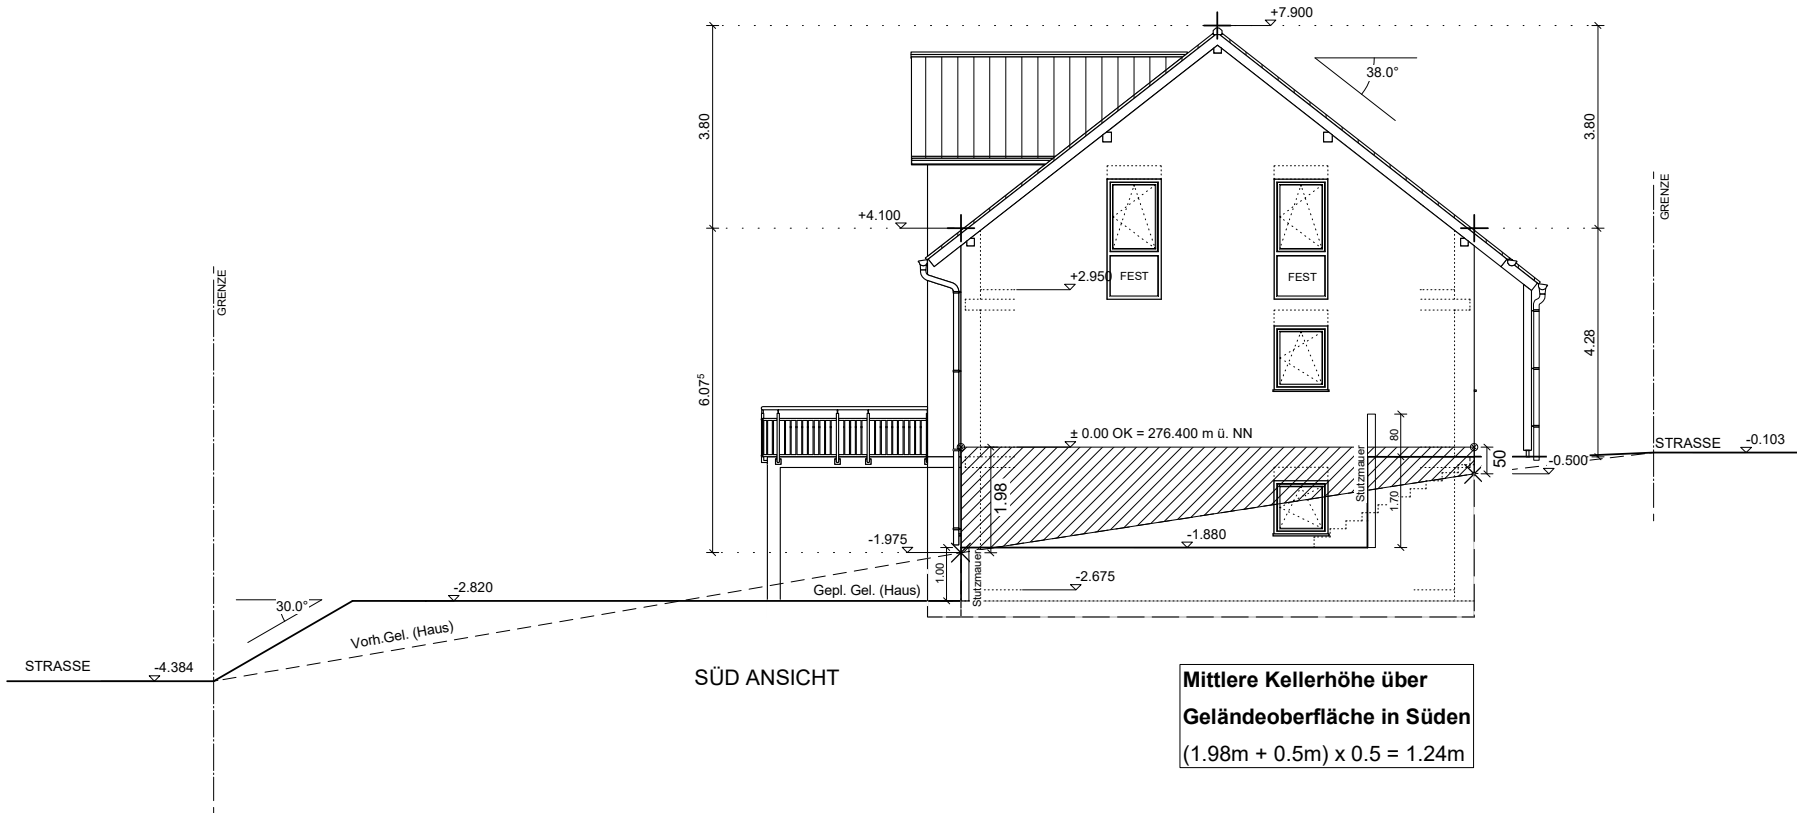 +7.900
38.0°
3.80
3.80
GRENZE
+4.100
GRENZE
+2.950
FEST
FEST
4.28
6.07⁵
± 0.00 OK = 276.400 m ü. NN
80
Stützmauer
STRASSE
-0.103
50
-0.500
1.98
1.70
-1.975
-1.880
1.00
Stützmauer
-2.675
-2.820
Gepl. Gel. (Haus)
30.0°
Vorh.Gel. (Haus)
STRASSE
-4.384
SÜD ANSICHT
Mittlere Kellerhöhe über
Geländeoberfläche in Süden
(1.98m + 0.5m) x 0.5 = 1.24m